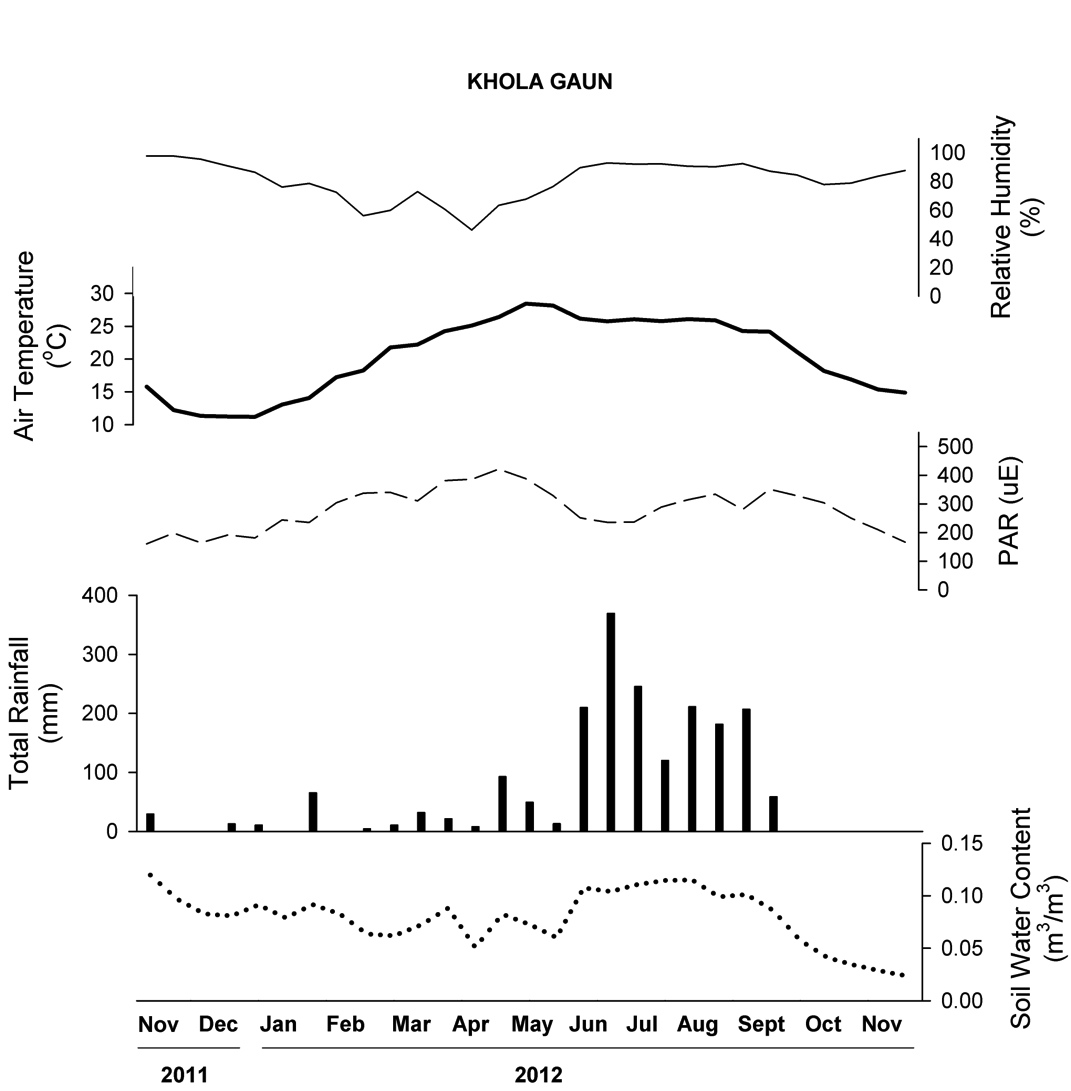 KHOLA GAUN
100
80
60
40
20
0
Relative Humidity
(%)
Air Temperature
(°C)
30
25
20
15
10
500
400
300
200
100
0
PAR (uE)
Total Rainfall
(mm)
400
300
200
100
0
0.15
0.10
0.05
0.00
Soil Water Content
(m³/m³)
Nov Dec Jan Feb Mar Apr May Jun Jul Aug Sept Oct Nov
2011 2012